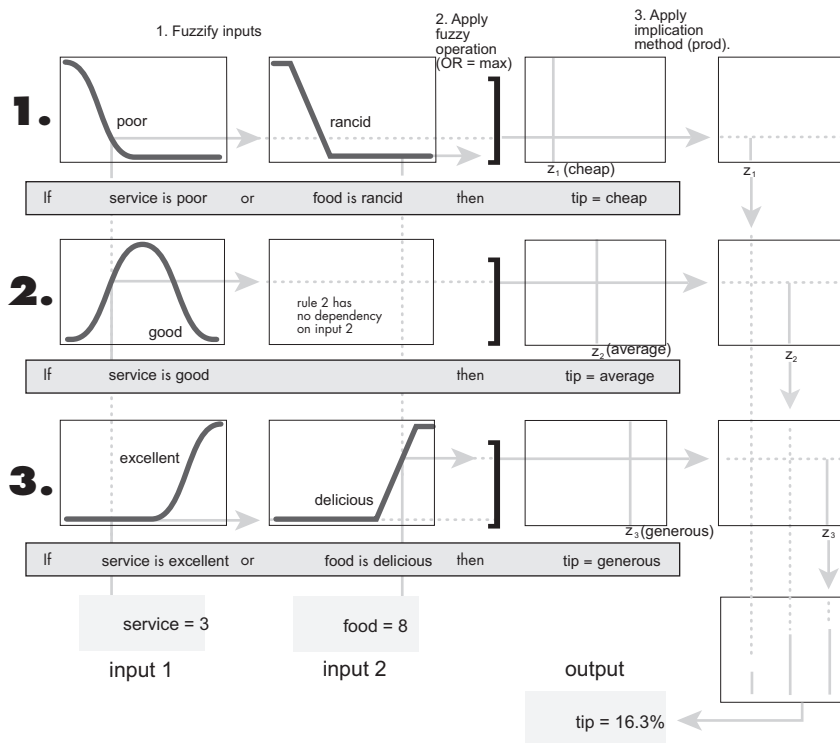 1. Fuzzify inputs
2. Apply
fuzzy
operation
(OR = max)
3. Apply
implication
method (prod).
1.
poor
rancid
z1 (cheap)
z1
If service is poor or food is rancid then tip = cheap
2.
good
rule 2 has
no dependency
on input 2
z2 (average)
z2
If service is good then tip = average
3.
excellent
delicious
z3 (generous)
z3
If service is excellent or food is delicious then tip = generous
service = 3
food = 8
input 1
input 2
output
tip = 16.3%